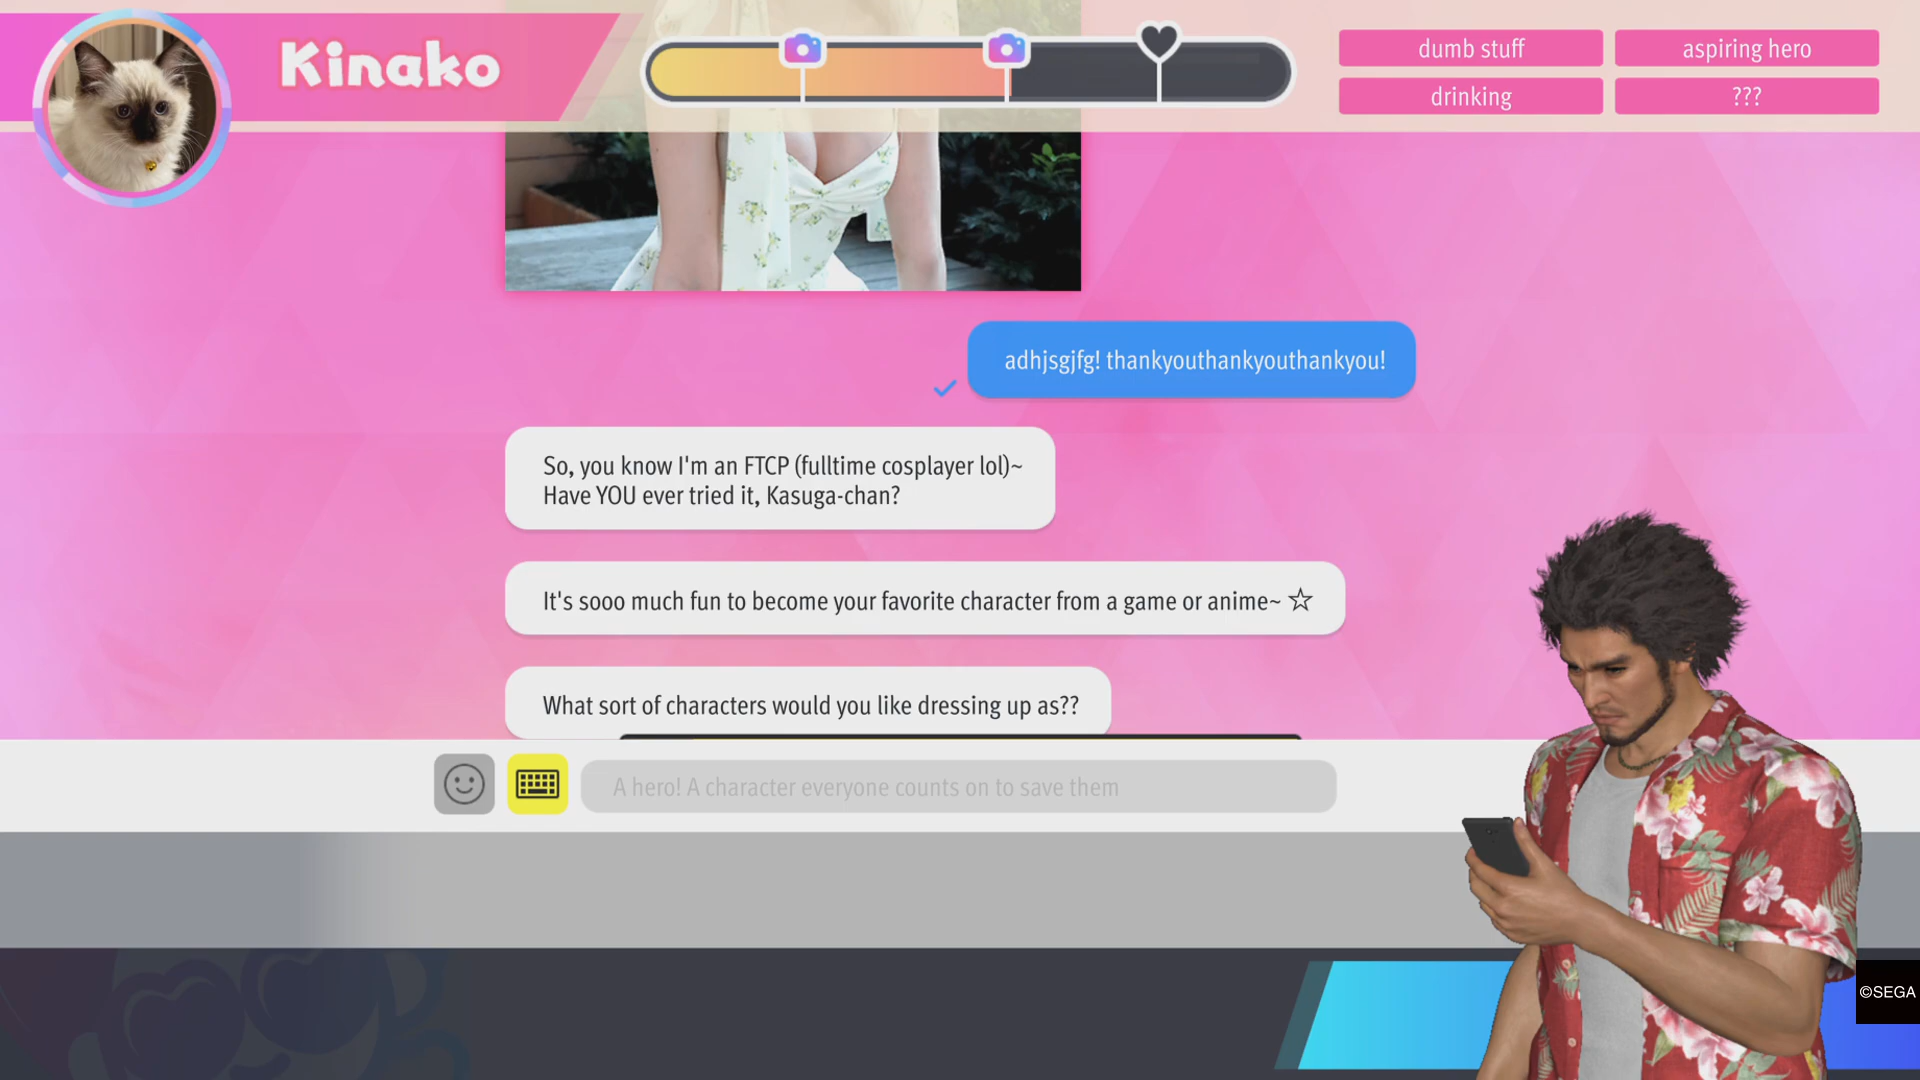 Kinako
dumb stuff
aspiring hero
drinking
???
adhjsgjfg! thankyouthankyouthankyou!
So, you know I'm an FTCP (fulltime cosplayer lol)~
Have YOU ever tried it, Kasuga-chan?
It's sooo much fun to become your favorite character from a game or anime~ ☆
What sort of characters would you like dressing up as??
A hero! A character everyone counts on to save them
©SEGA